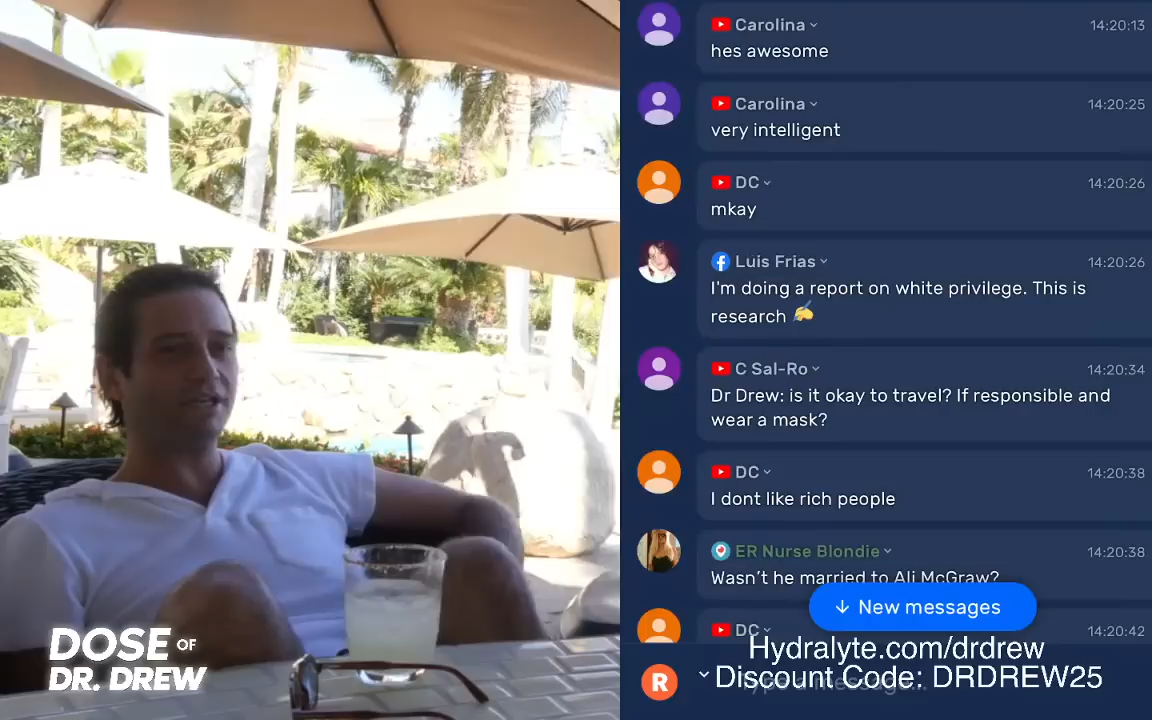 DOSE OF
DR. DREW
Carolina
14:20:13
hes awesome
Carolina
14:20:25
very intelligent
DC
14:20:26
mkay
Luis Frias
14:20:26
I'm doing a report on white privilege. This is
research ✍️
C Sal-Ro
14:20:34
Dr Drew: is it okay to travel? If responsible and
wear a mask?
DC
14:20:38
I dont like rich people
ER Nurse Blondie
14:20:38
Wasn't he married to Ali McGraw?
New messages
DC
14:20:42
Hydralyte.com/drdrew
R
Discount Code: DRDREW25